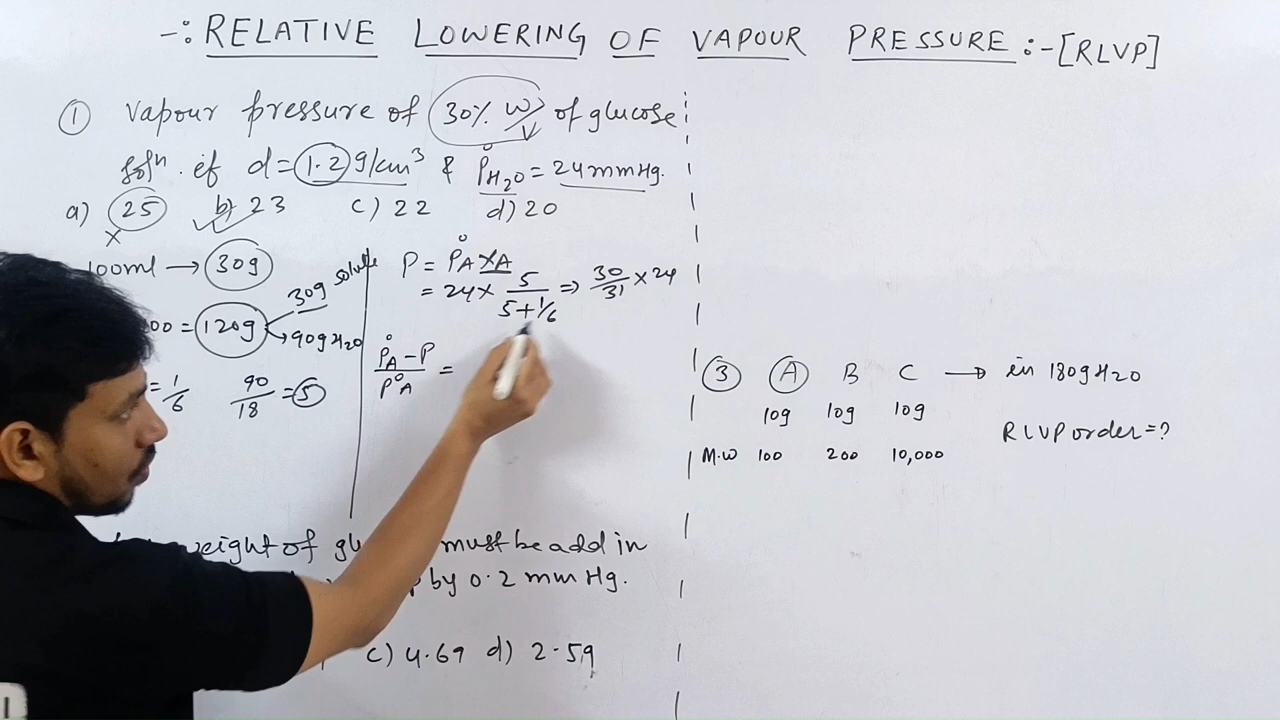 -: RELATIVE LOWERING OF VAPOUR PRESSURE :- [RLVP]
① Vapour pressure of 30% W/V of glucose
solⁿ. if d = 1.2 g/cm³ & P°H₂O = 24 mmHg.
a) 25 b) 23 c) 22 d) 20
100ml → 30g
00 = 120g
30g solute
90g H₂O
= 1/6 90/18 = 5
P = P°A XA
= 24 × 5/(5+1/6) ⇒ 30/31 × 24
(P°A - P)/P°A =
③ A B C → in 180g H₂O
10g 10g 10g
RLVP order = ?
M.W 100 200 10,000
weight of must be add in
by 0.2 mm Hg.
c) 4.69 d) 2.59